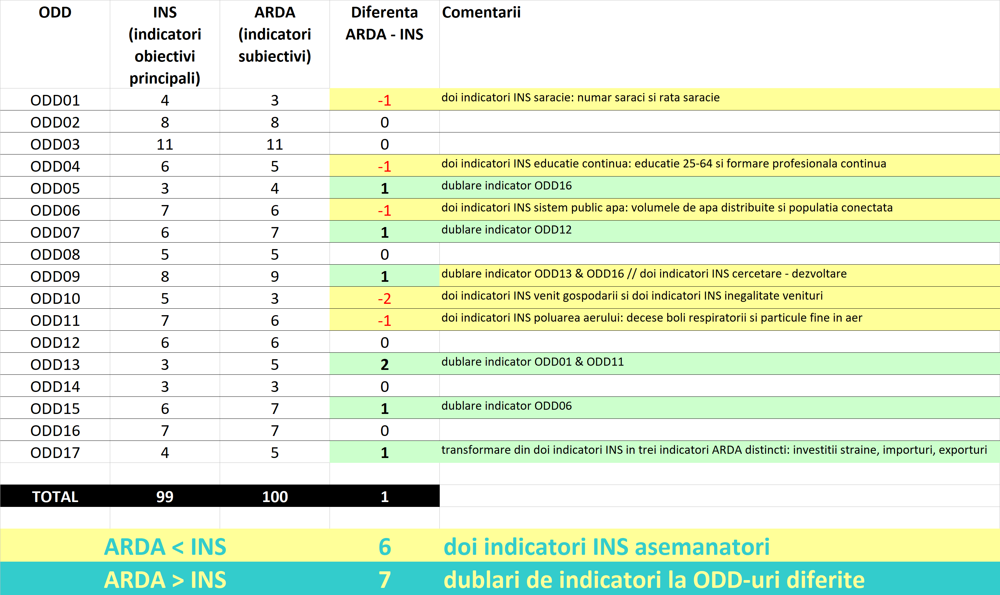 ODD INS (indicatori obiectivi principali) ARDA (indicatori subiectivi) Diferenta ARDA - INS Comentarii
ODD01 4 3 -1 doi indicatori INS saracie: numar saraci si rata saracie
ODD02 8 8 0
ODD03 11 11 0
ODD04 6 5 -1 doi indicatori INS educatie continua: educatie 25-64 si formare profesionala continua
ODD05 3 4 1 dublare indicator ODD16
ODD06 7 6 -1 doi indicatori INS sistem public apa: volumele de apa distribuite si populatia conectata
ODD07 6 7 1 dublare indicator ODD12
ODD08 5 5 0
ODD09 8 9 1 dublare indicator ODD13 & ODD16 // doi indicatori INS cercetare - dezvoltare
ODD10 5 3 -2 doi indicatori INS venit gospodarii si doi indicatori INS inegalitate venituri
ODD11 7 6 -1 doi indicatori INS poluarea aerului: decese boli respiratorii si particule fine in aer
ODD12 6 6 0
ODD13 3 5 2 dublare indicator ODD01 & ODD11
ODD14 3 3 0
ODD15 6 7 1 dublare indicator ODD06
ODD16 7 7 0
ODD17 4 5 1 transformare din doi indicatori INS in trei indicatori ARDA distincti: investitii straine, importuri, exporturi
TOTAL 99 100 1
ARDA < INS 6 doi indicatori INS asemanatori
ARDA > INS 7 dublari de indicatori la ODD-uri diferite